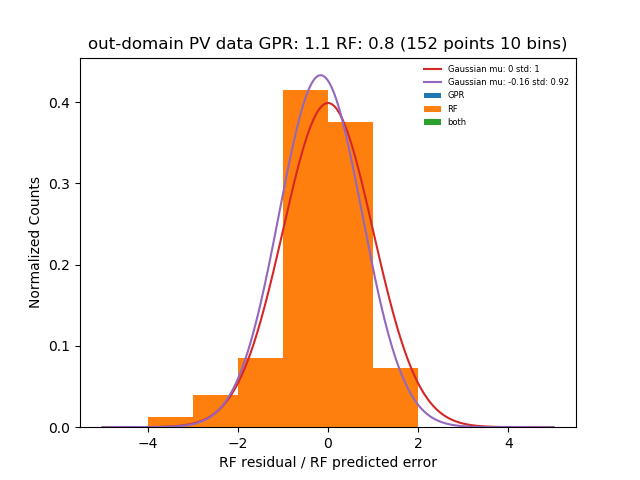 out-domain PV data GPR: 1.1 RF: 0.8 (152 points 10 bins)
Gaussian mu: 0 std: 1
Gaussian mu: -0.16 std: 0.92
GPR
RF
both
Normalized Counts
0.4
0.3
0.2
0.1
0.0
−4 −2 0 2 4
RF residual / RF predicted error